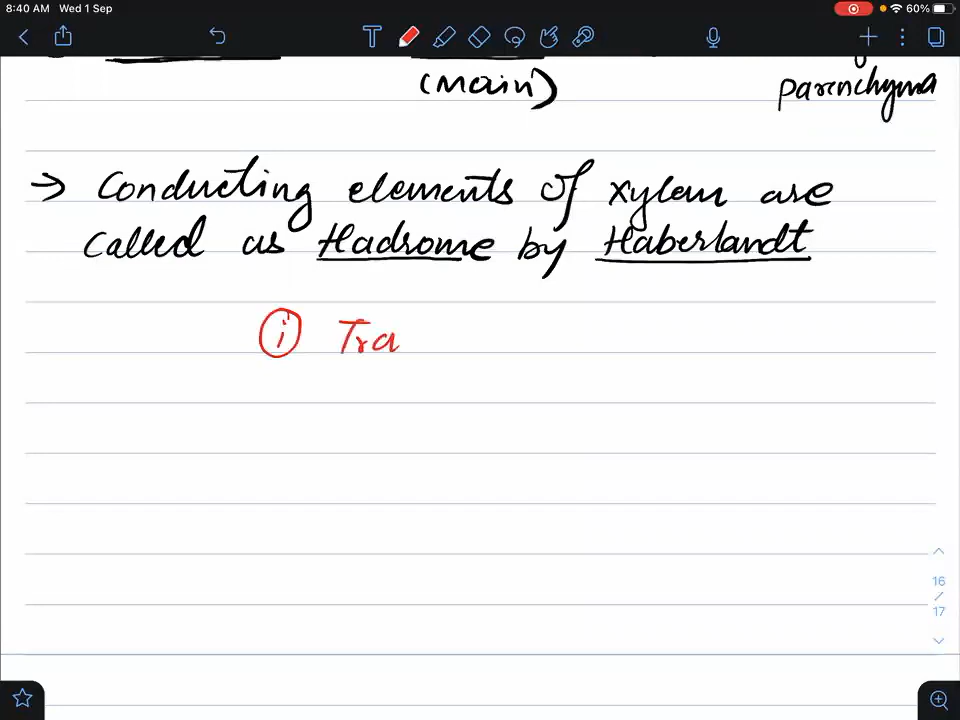 8:40 AM Wed 1 Sep
60%
(main)
parenchyma
→ Conducting elements of xylem are
called as Hadrome by Haberlandt
(i) Tra
16
/
17